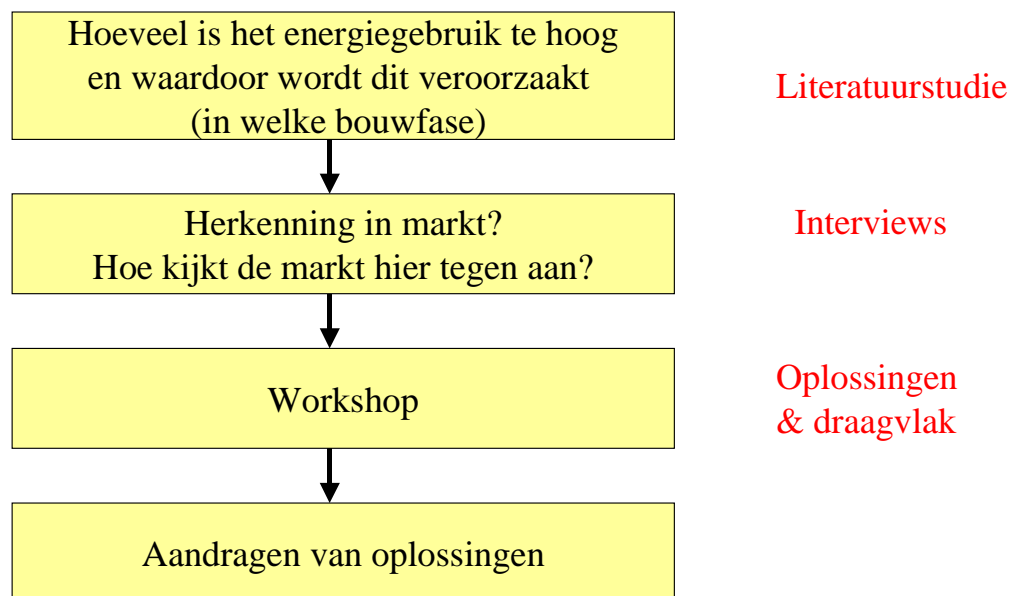 Hoeveel is het energiegebruik te hoog
en waardoor wordt dit veroorzaakt
(in welke bouwfase)
Literatuurstudie
Herkenning in markt?
Hoe kijkt de markt hier tegen aan?
Interviews
Workshop
Oplossingen
& draagvlak
Aandragen van oplossingen